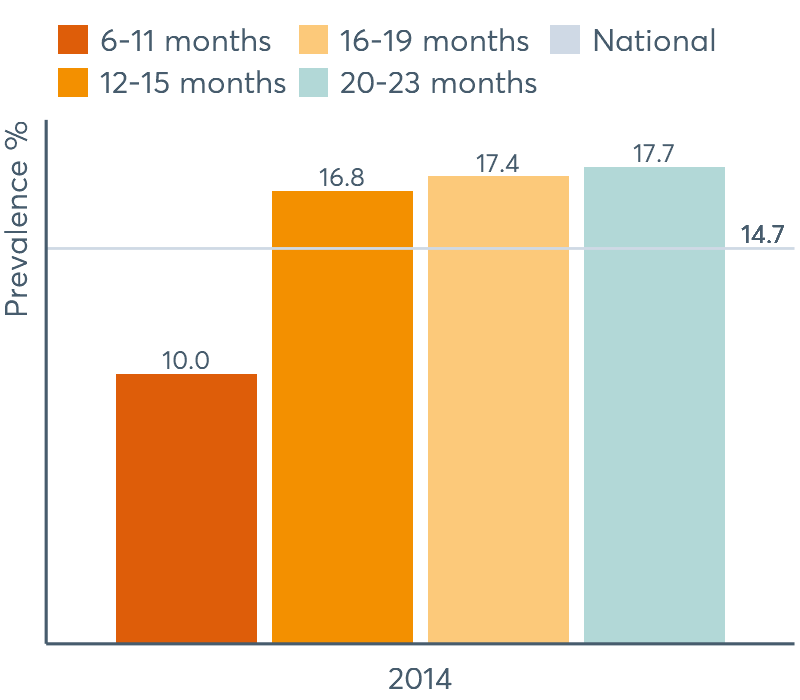 6-11 months 16-19 months National
12-15 months 20-23 months
Prevalence %
17.7
17.4
16.8
14.7
10.0
2014